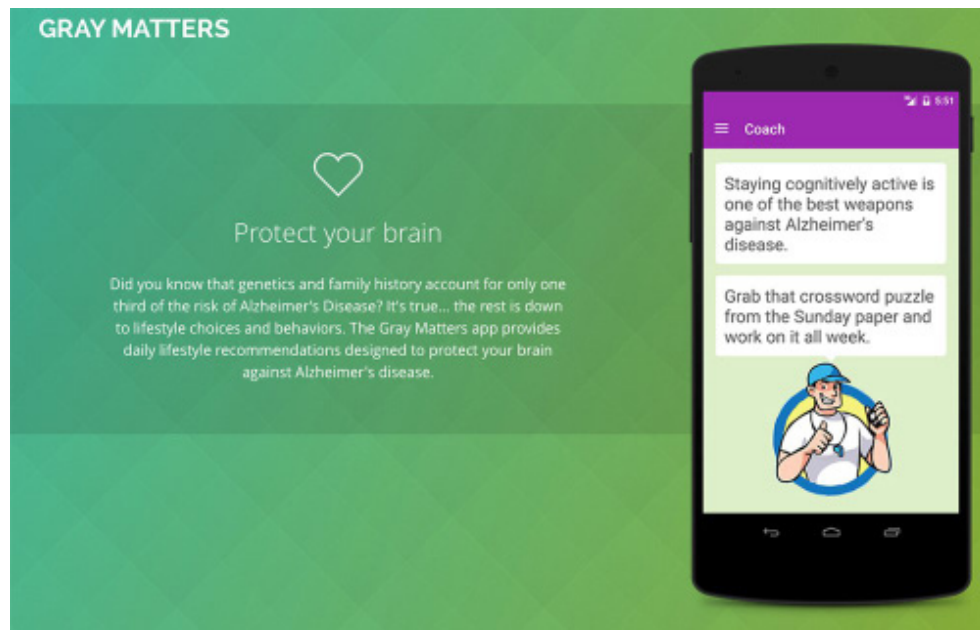 GRAY MATTERS
Protect your brain
Did you know that genetics and family history account for only one
third of the risk of Alzheimer's Disease? It's true... the rest is down
to lifestyle choices and behaviors. The Gray Matters app provides
daily lifestyle recommendations designed to protect your brain
against Alzheimer's disease.
5:51
Coach
Staying cognitively active is
one of the best weapons
against Alzheimer's
disease.
Grab that crossword puzzle
from the Sunday paper and
work on it all week.